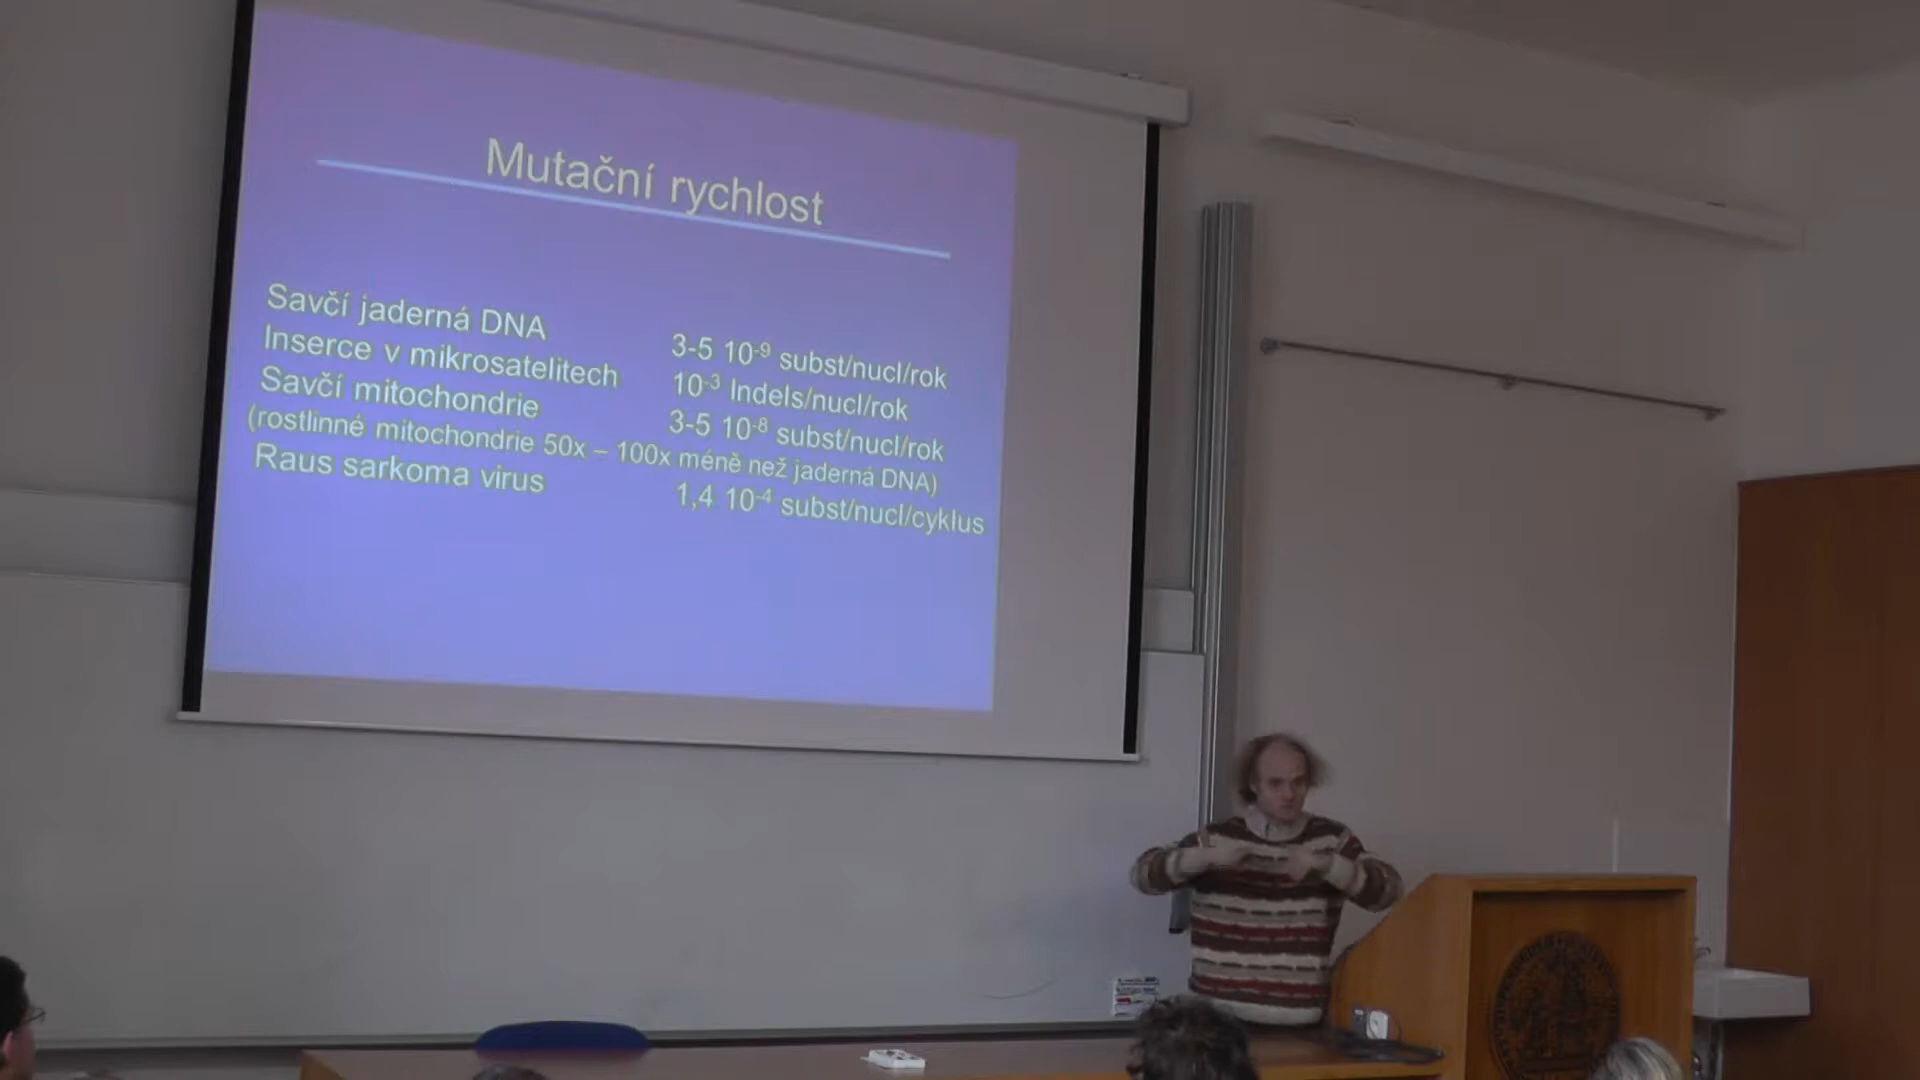 Mutační rychlost
Savčí jaderná DNA 3-5 10⁻⁹ subst/nucl/rok
Inserce v mikrosatelitech 10⁻³ Indels/nucl/rok
Savčí mitochondrie 3-5 10⁻⁸ subst/nucl/rok
(rostlinné mitochondrie 50x – 100x méně než jaderná DNA)
Raus sarkoma virus 1,4 10⁻⁴ subst/nucl/cyklus